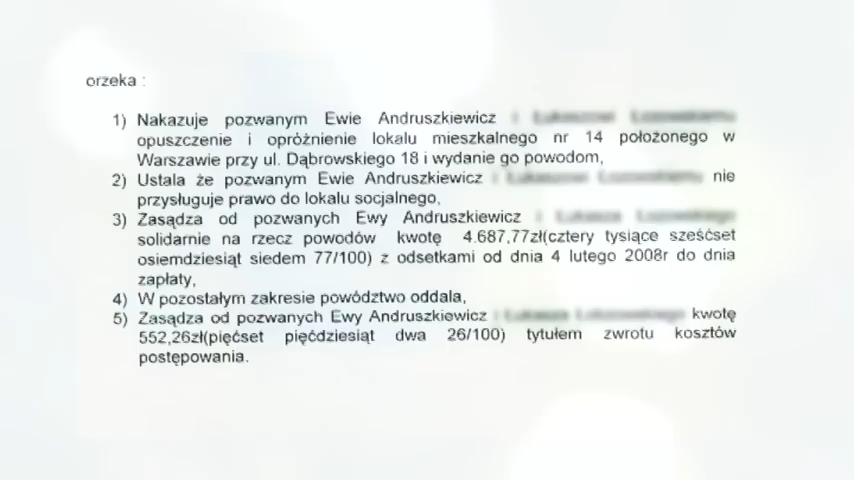 orzeka :
1) Nakazuje pozwanym Ewie Andruszkiewicz
opuszczenie i opróżnienie lokalu mieszkalnego nr 14 położonego w
Warszawie przy ul. Dąbrowskiego 18 i wydanie go powodom,
2) Ustala że pozwanym Ewie Andruszkiewicz nie
przysługuje prawo do lokalu socjalnego,
3) Zasądza od pozwanych Ewy Andruszkiewicz
solidarnie na rzecz powodów kwotę 4.687,77zł(cztery tysiące sześćset
osiemdziesiąt siedem 77/100) z odsetkami od dnia 4 lutego 2008r do dnia
zapłaty,
4) W pozostałym zakresie powództwo oddala,
5) Zasądza od pozwanych Ewy Andruszkiewicz kwotę
552,26zł(pięćset pięćdziesiąt dwa 26/100) tytułem zwrotu kosztów
postępowania.